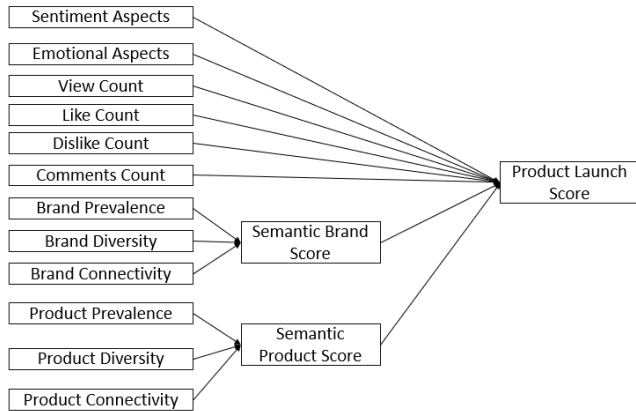 Sentiment Aspects
Emotional Aspects
View Count
Like Count
Dislike Count
Comments Count
Brand Prevalence
Brand Diversity
Brand Connectivity
Product Prevalence
Product Diversity
Product Connectivity
Semantic Brand
Score
Semantic
Product Score
Product Launch
Score